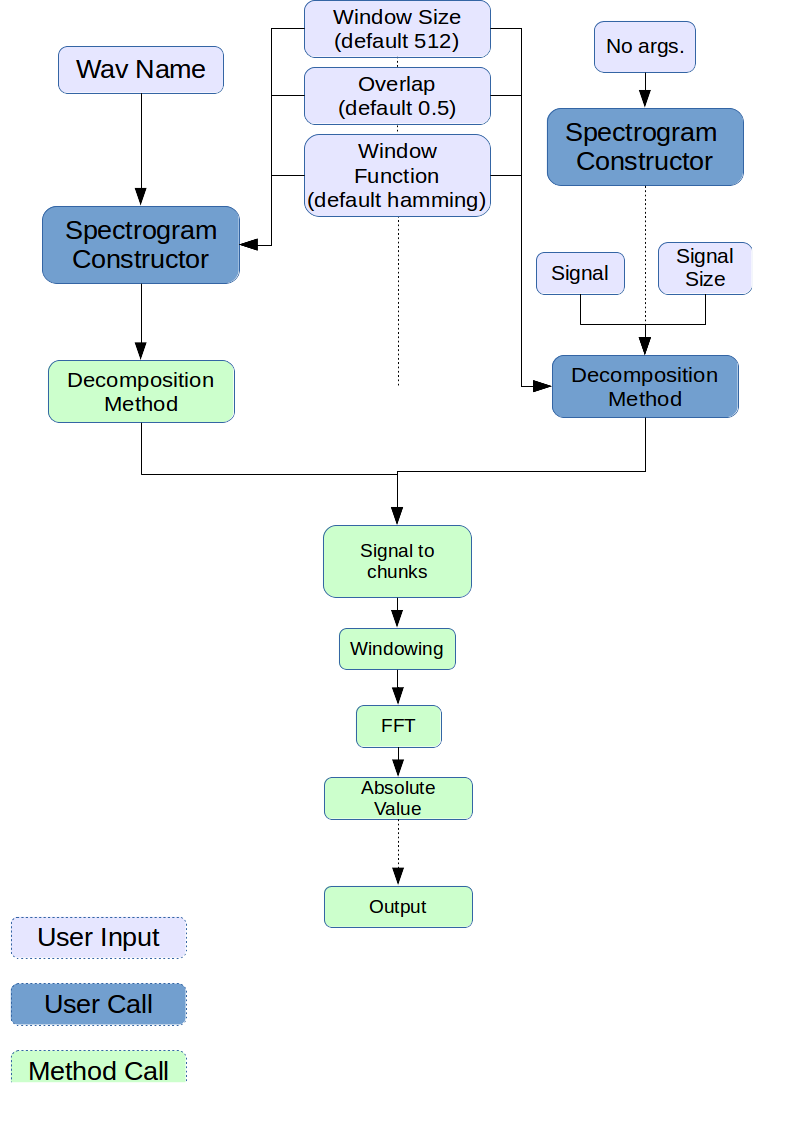 Window Size
(default 512)
Wav Name
No args.
Overlap
(default 0.5)
Window
Function
(default hamming)
Spectrogram
Constructor
Spectrogram
Constructor
Signal
Signal
Size
Decomposition
Method
Decomposition
Method
Signal to
chunks
Windowing
FFT
Absolute
Value
Output
User Input
User Call
Method Call